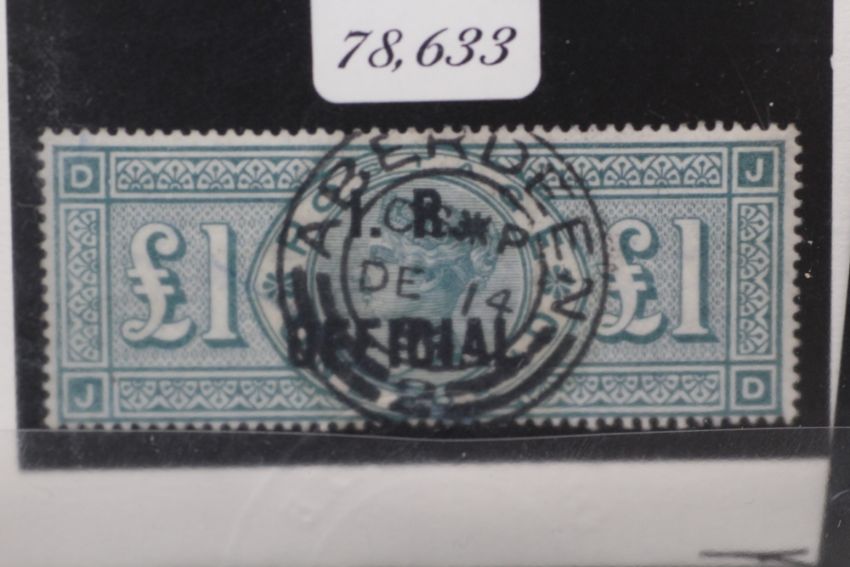 78,633
D J
ABERDEEN
I. R.
£1 £1
DE 14
OFFICIAL
J D